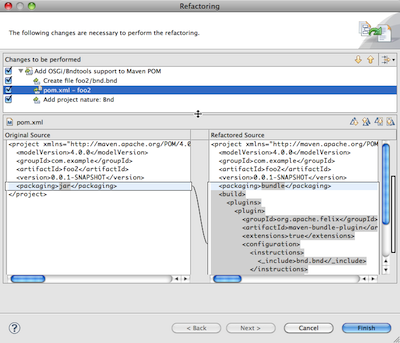 Refactoring
The following changes are necessary to perform the refactoring.
Changes to be performed
Add OSGi/Bndtools support to Maven POM
Create file foo2/bnd.bnd
pom.xml – foo2
Add project nature: Bnd
pom.xml
Original Source
<project xmlns="http://maven.apache.org/POM/4.0
<modelVersion>4.0.0</modelVersion>
<groupId>com.example</groupId>
<artifactId>foo2</artifactId>
<version>0.0.1-SNAPSHOT</version>
<packaging>jar</packaging>
</project>
Refactored Source
<project xmlns="http://maven.apache.org/POM/
<modelVersion>4.0.0</modelVersion>
<groupId>com.example</groupId>
<artifactId>foo2</artifactId>
<version>0.0.1-SNAPSHOT</version>
<packaging>bundle</packaging>
<build>
<plugins>
<plugin>
<groupId>org.apache.felix</groupId>
<artifactId>maven-bundle-plugin</ar
<extensions>true</extensions>
<configuration>
<instructions>
<_include>bnd.bnd</_include>
</instructions>
?
< Back
Next >
Cancel
Finish